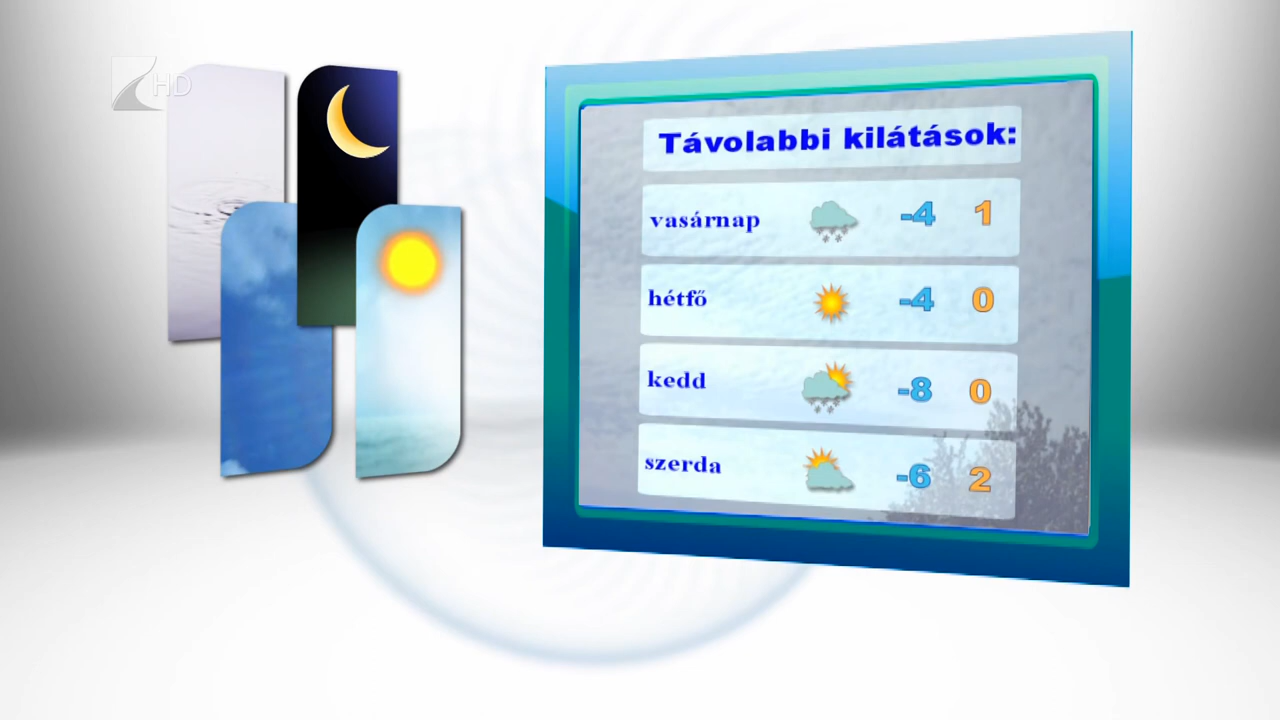 HD
Távolabbi kilátások:
vasárnap -4 1
hétfő -4 0
kedd -8 0
szerda -6 2